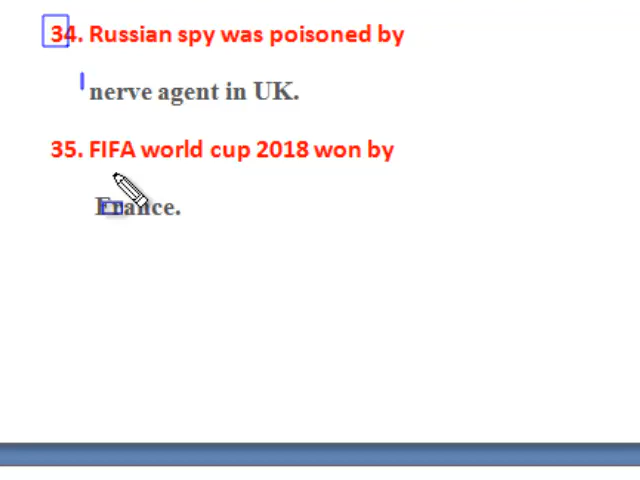 34. Russian spy was poisoned by
nerve agent in UK.
35. FIFA world cup 2018 won by
France.